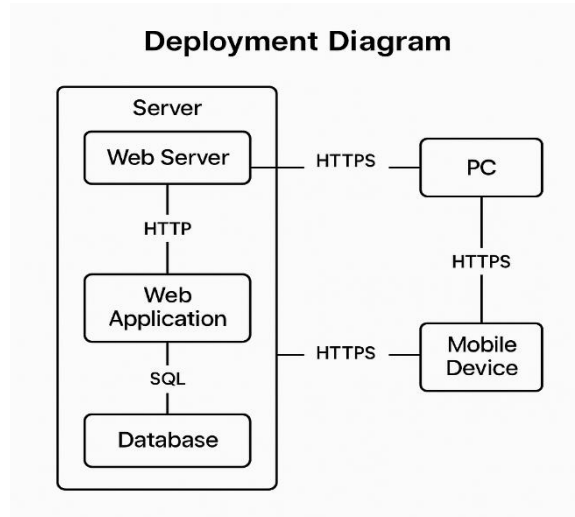 Deployment Diagram
Server
Web Server
HTTPS
PC
HTTP
HTTPS
Web
Application
HTTPS
Mobile
Device
SQL
Database